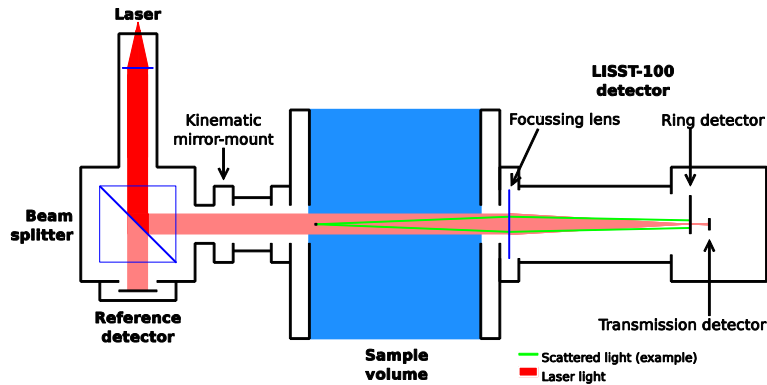 Laser
LISST-100
detector
Kinematic
mirror-mount
Focussing lens
Ring detector
Beam
splitter
Reference
detector
Transmission detector
Sample
volume
Scattered light (example)
Laser light